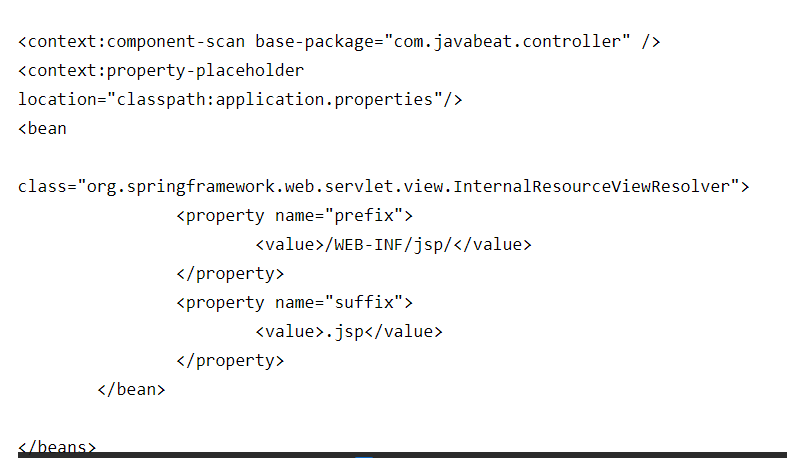 <context:component-scan base-package="com.javabeat.controller" />
<context:property-placeholder
location="classpath:application.properties"/>
<bean
class="org.springframework.web.servlet.view.InternalResourceViewResolver">
<property name="prefix">
<value>/WEB-INF/jsp/</value>
</property>
<property name="suffix">
<value>.jsp</value>
</property>
</bean>
</beans>